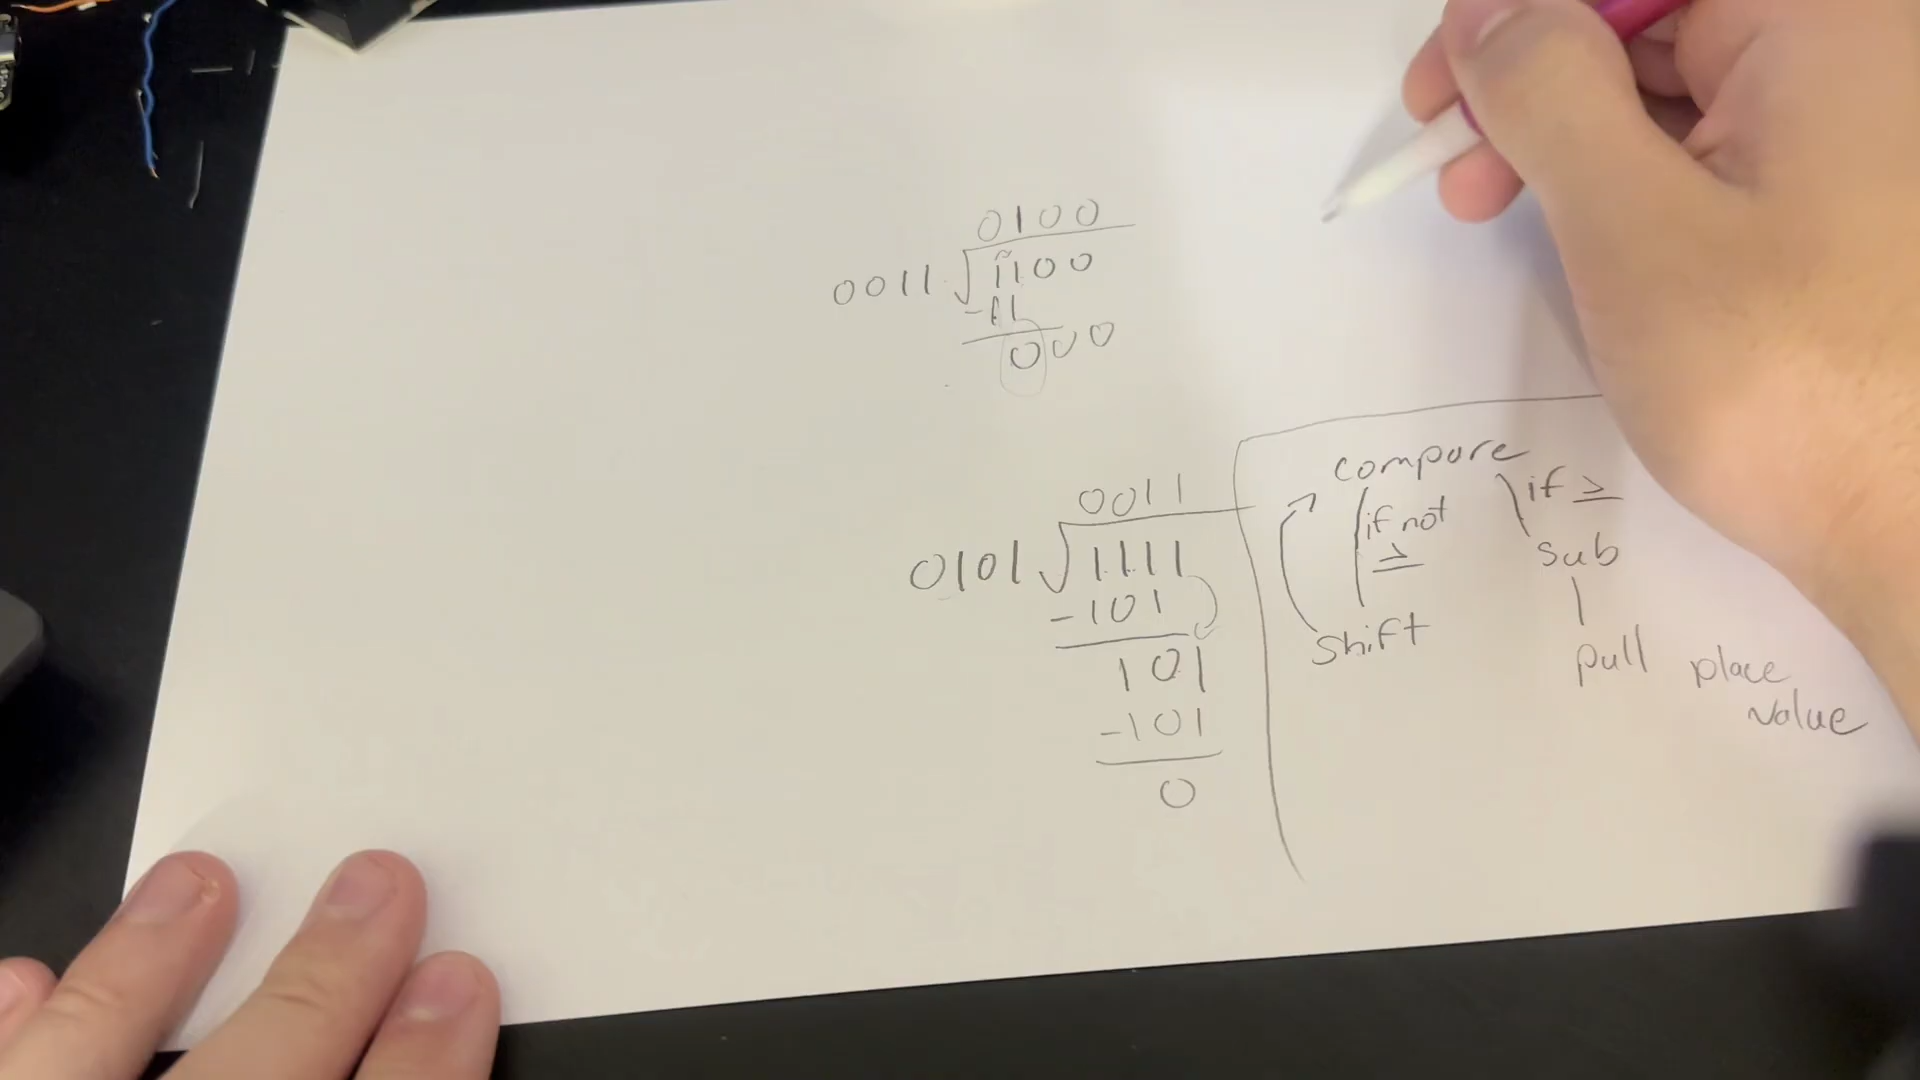 0100
0011 √1100
-11
000
0011
0101 √1111
-101
101
-101
0
compare
if not
≥
if ≥
sub
shift
pull place
value